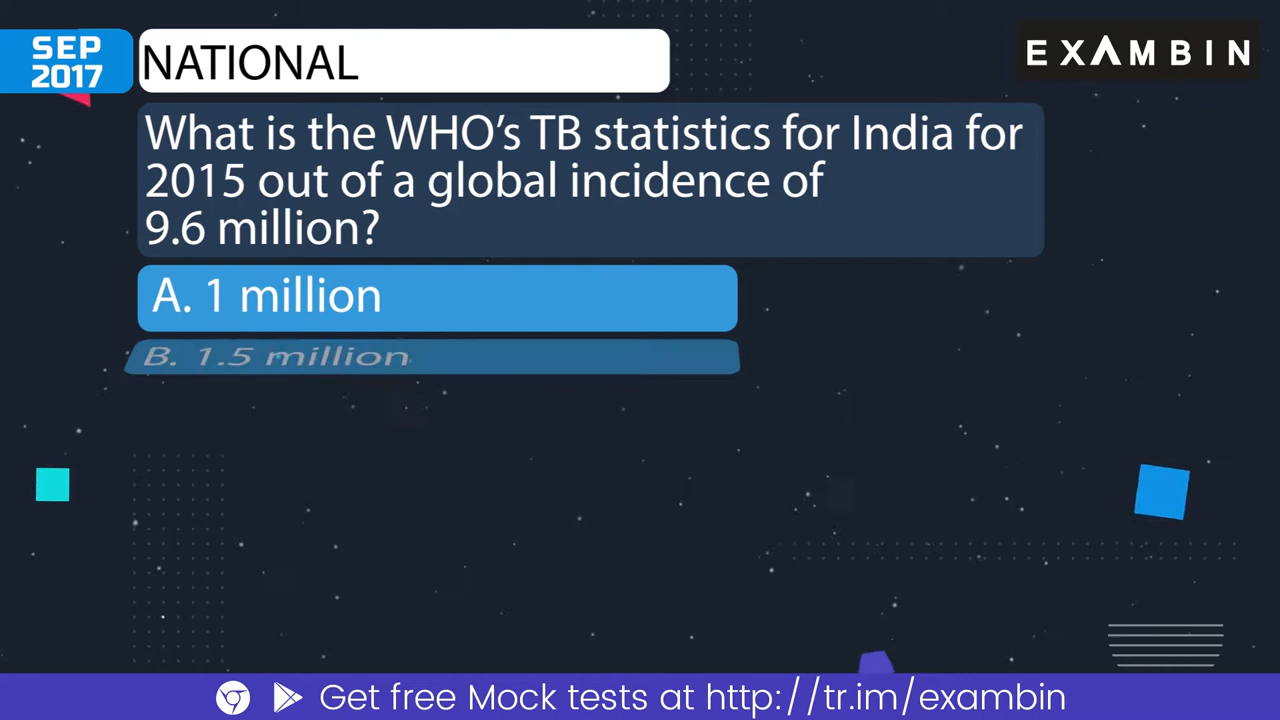 SEP
2017
NATIONAL
EXAMBIN
What is the WHO's TB statistics for India for
2015 out of a global incidence of
9.6 million?
A. 1 million
B. 1.5 million
Get free Mock tests at http://tr.im/exambin